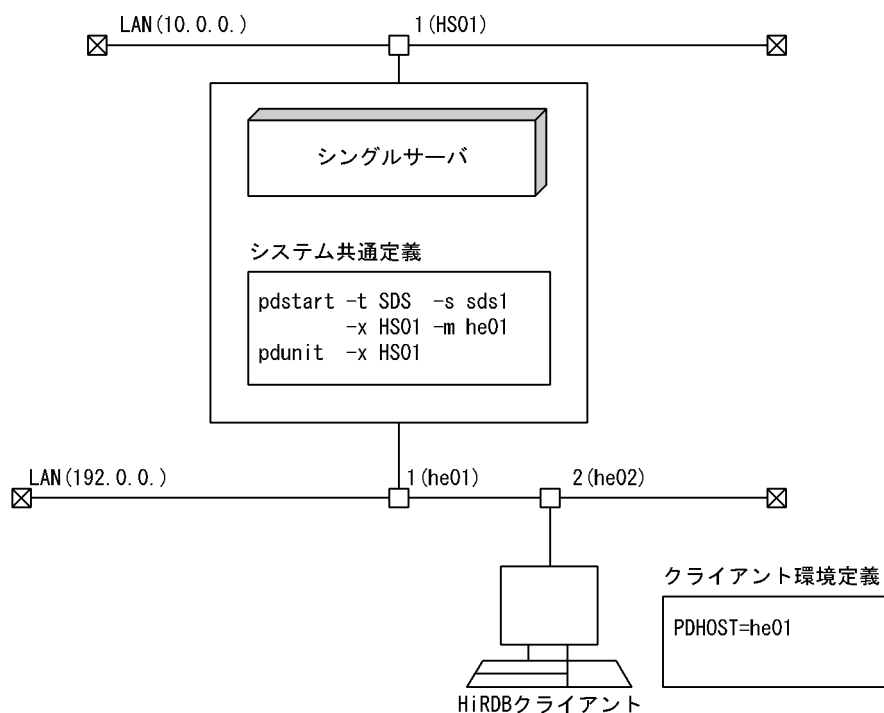 LAN(10.0.0.)
1(HS01)
シングルサーバ
システム共通定義
pdstart -t SDS -s sds1
-x HS01 -m he01
pdunit -x HS01
LAN(192.0.0.)
1(he01)
2(he02)
クライアント環境定義
PDHOST=he01
HiRDBクライアント